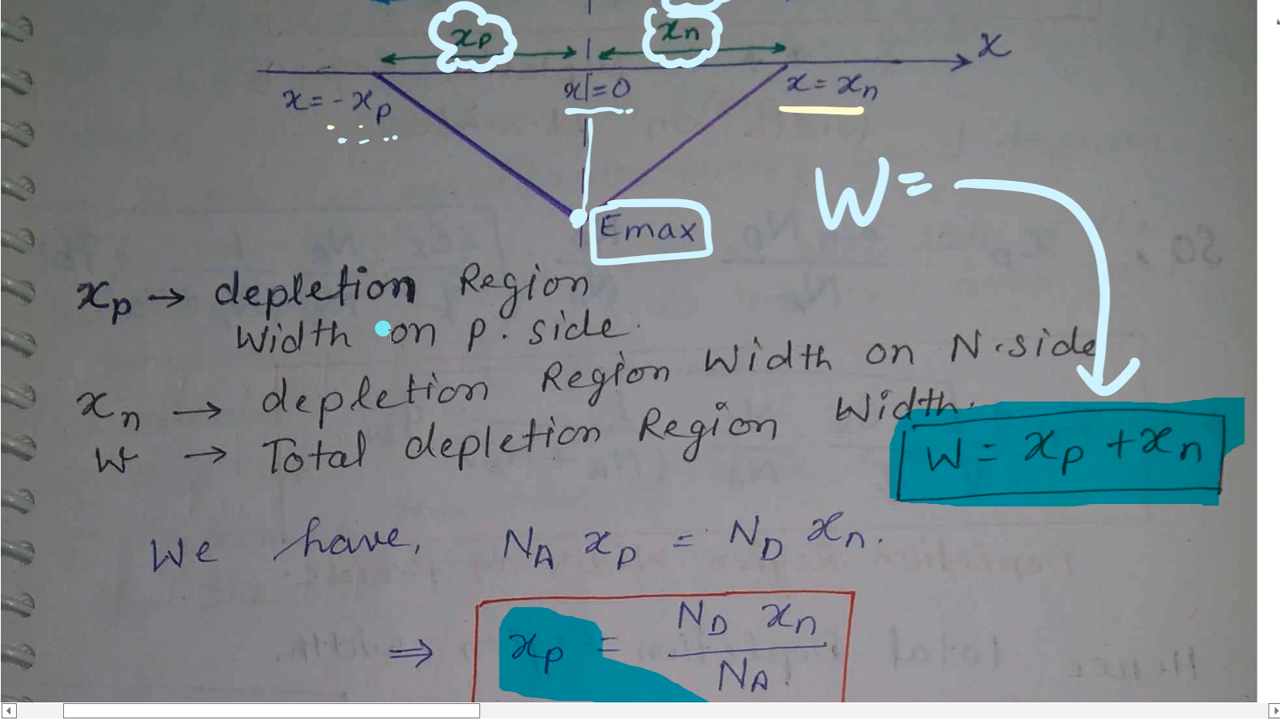 xp xn
x
x = -xp x = 0 x = xn
W =
Emax
xp → depletion Region
Width on p. side.
xn → depletion Region Width on N. side
W → Total depletion Region Width.
W = xp + xn
We have, NA xp = ND xn.
⇒ xp = ND xn / NA